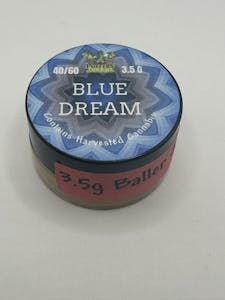 40/60
3.5 G
BLUE
DREAM
Contains Harvested Cannabis
3.5g Baller